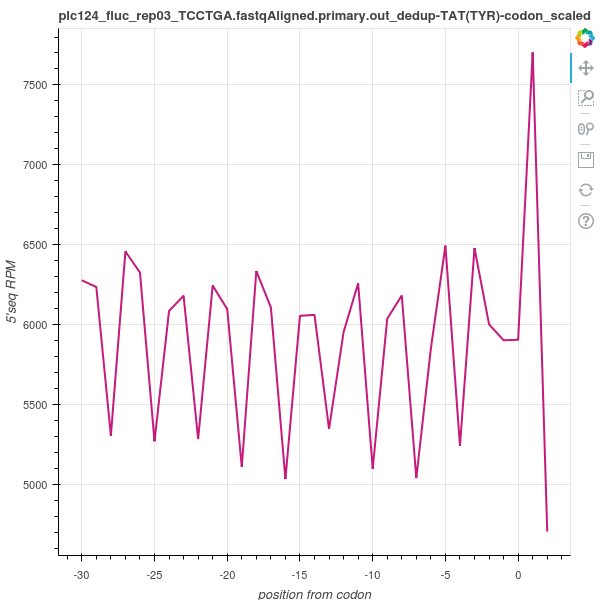 plc124_fluc_rep03_TCCTGA.fastqAligned.primary.out_dedup-TAT(TYR)-codon_scaled
7500
7000
6500
6000
5500
5000
5'seq RPM
-30 -25 -20 -15 -10 -5 0
position from codon